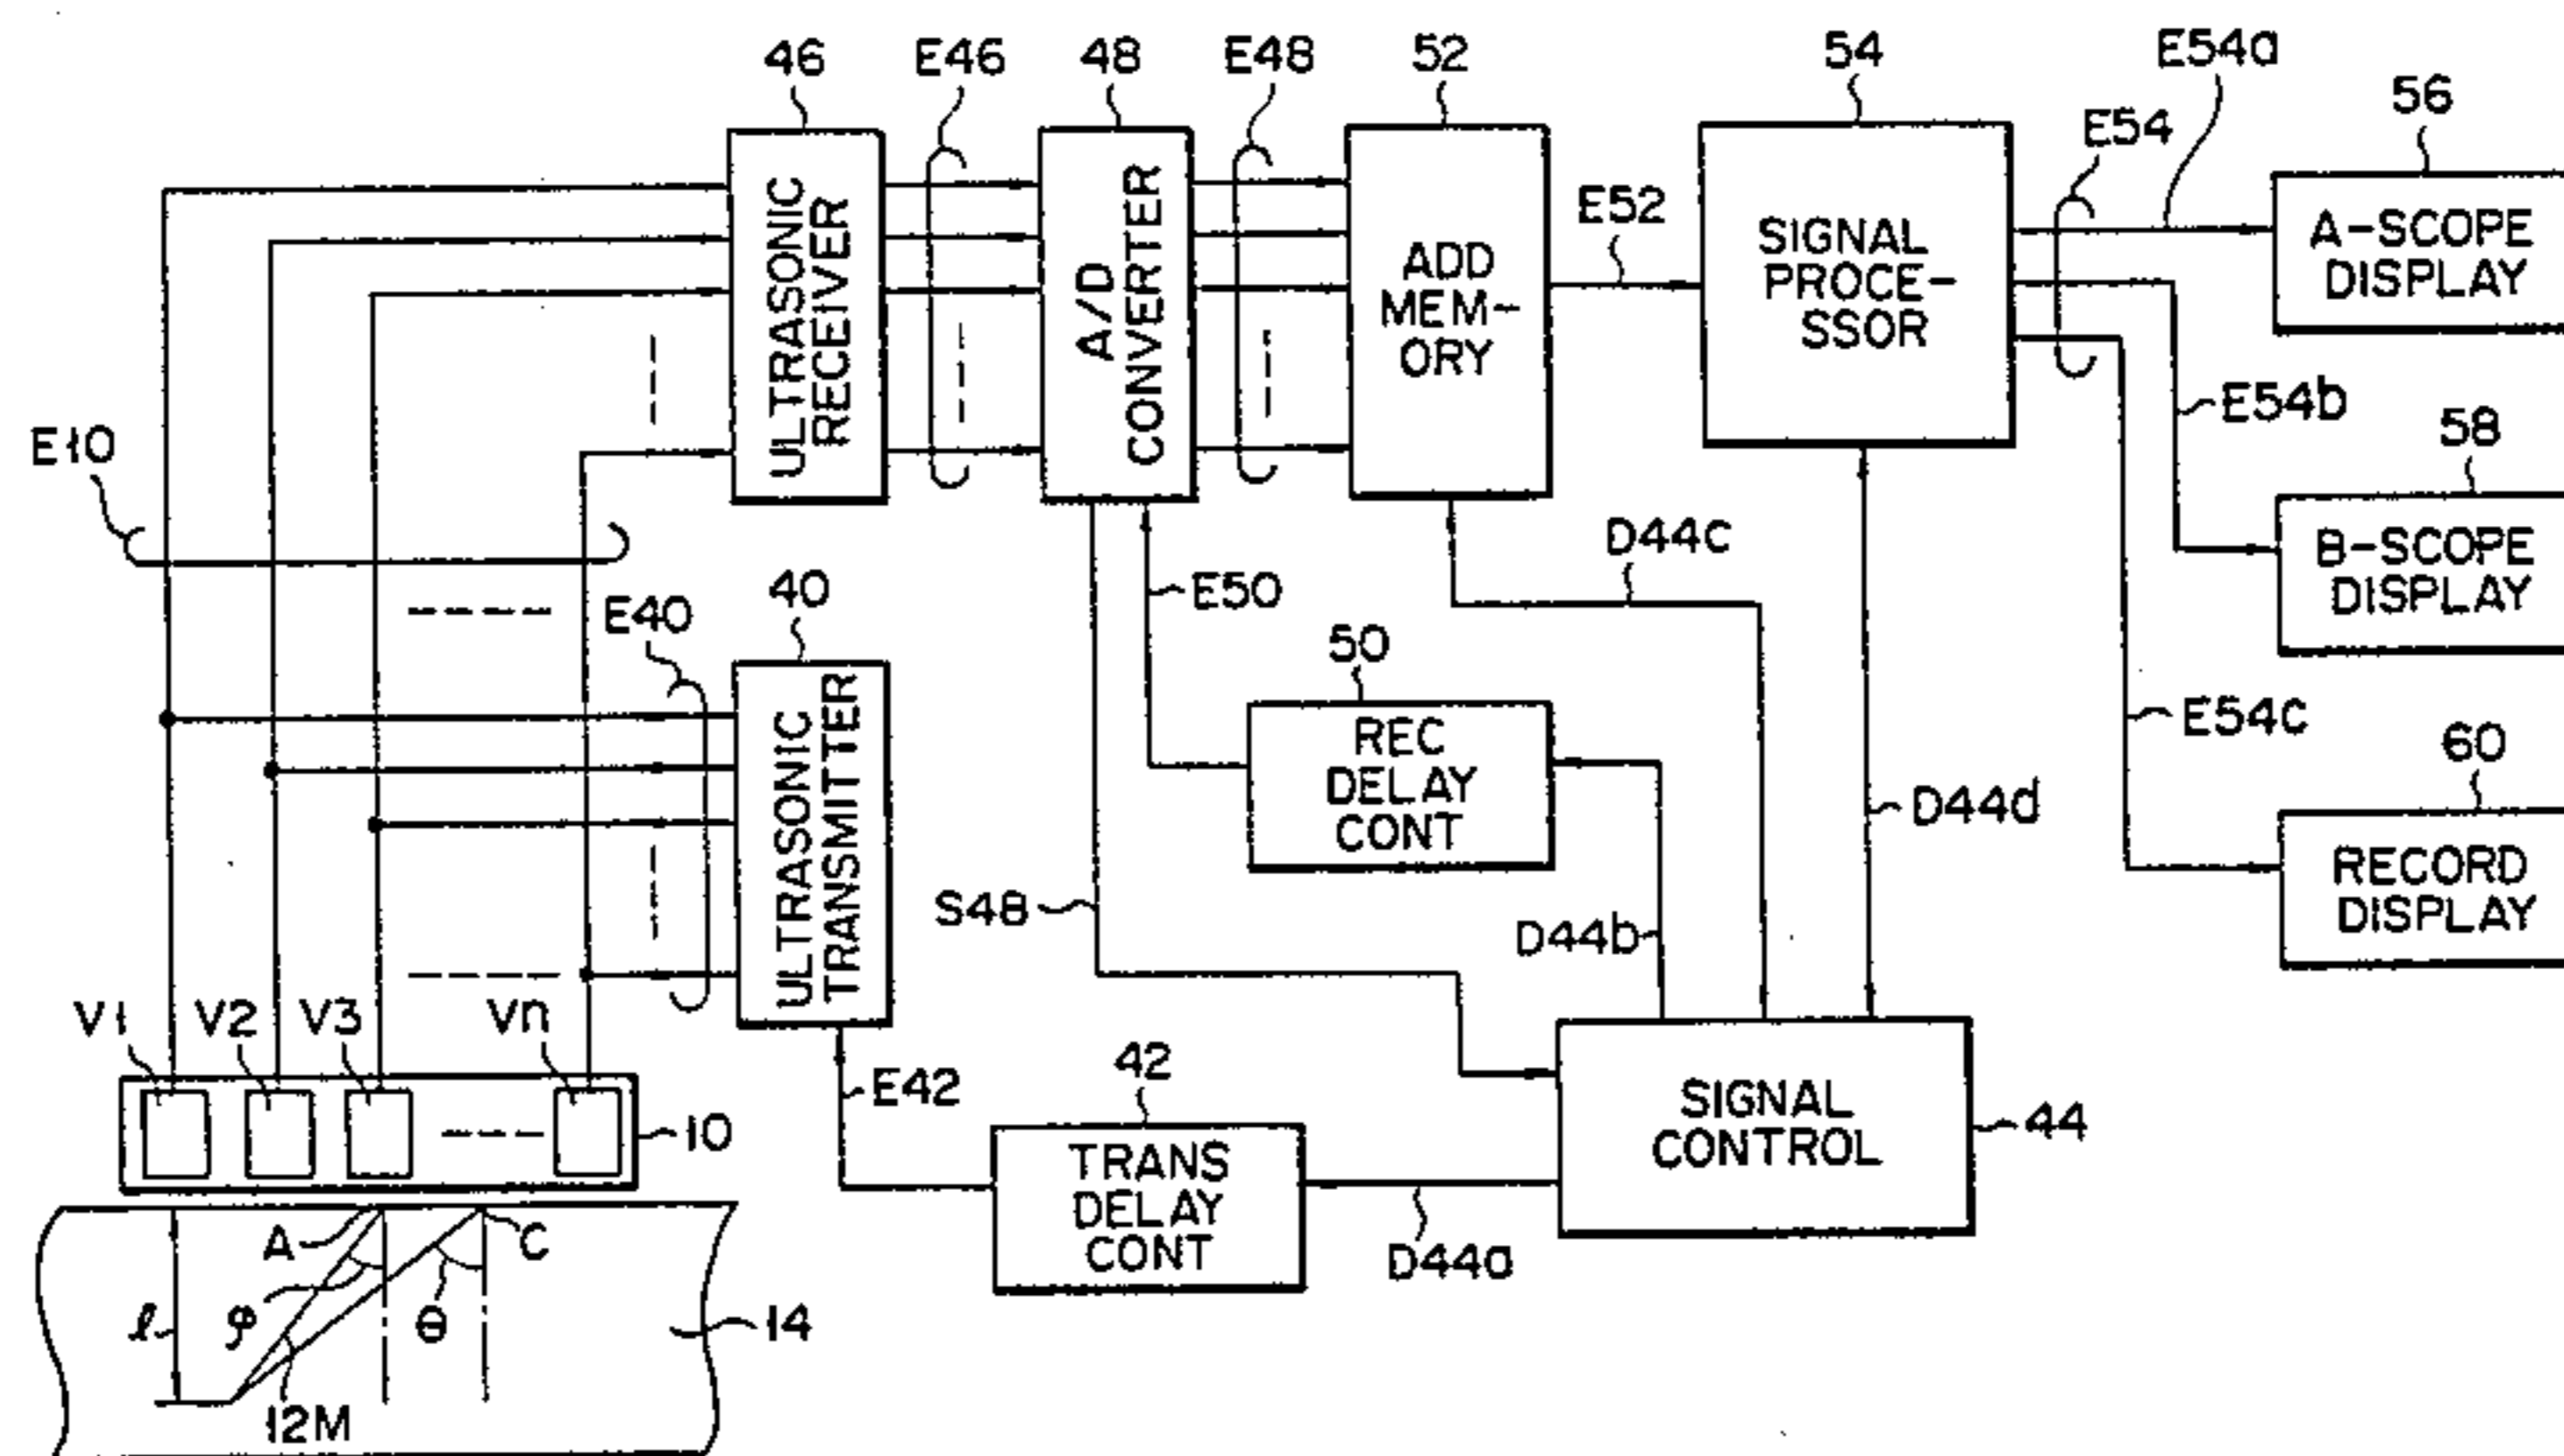 46
E46
48
E48
52
54
E54a
E54
56
ULTRASONIC
RECEIVER
A/D
CONVERTER
ADD
MEM-
ORY
E52
SIGNAL
PROCE-
SSOR
A-SCOPE
DISPLAY
E10
E54b
58
B-SCOPE
DISPLAY
D44c
E50
40
E40
50
ULTRASONIC
TRANSMITTER
REC
DELAY
CONT
E54c
60
D44d
RECORD
DISPLAY
S48
D44b
V1
V2
V3
Vn
10
E42
42
TRANS
DELAY
CONT
SIGNAL
CONTROL
44
D44a
A
C
ℓ
φ
θ
14
12M